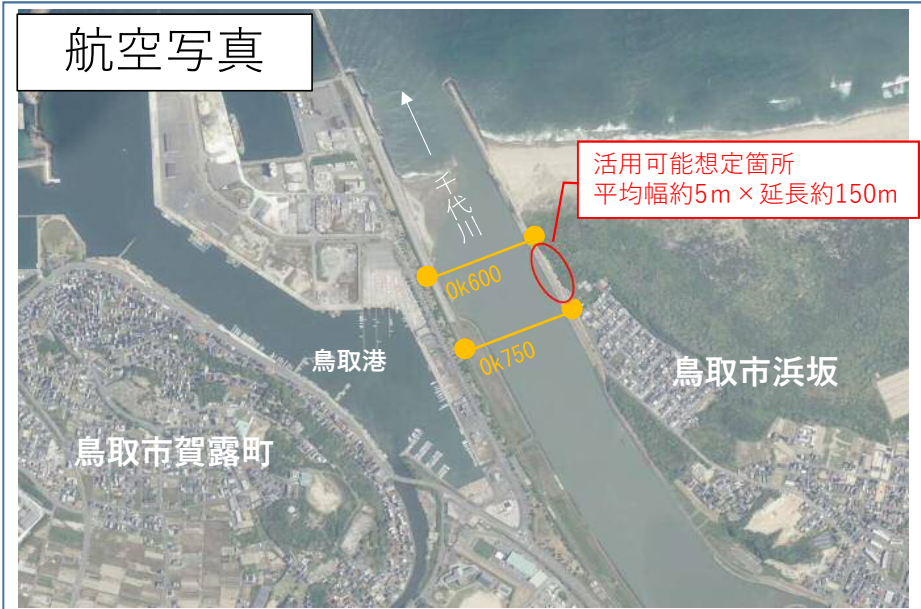 航空写真
活用可能想定箇所
平均幅約5m×延長約150m
千代川
0k600
0k750
鳥取港
鳥取市浜坂
鳥取市賀露町